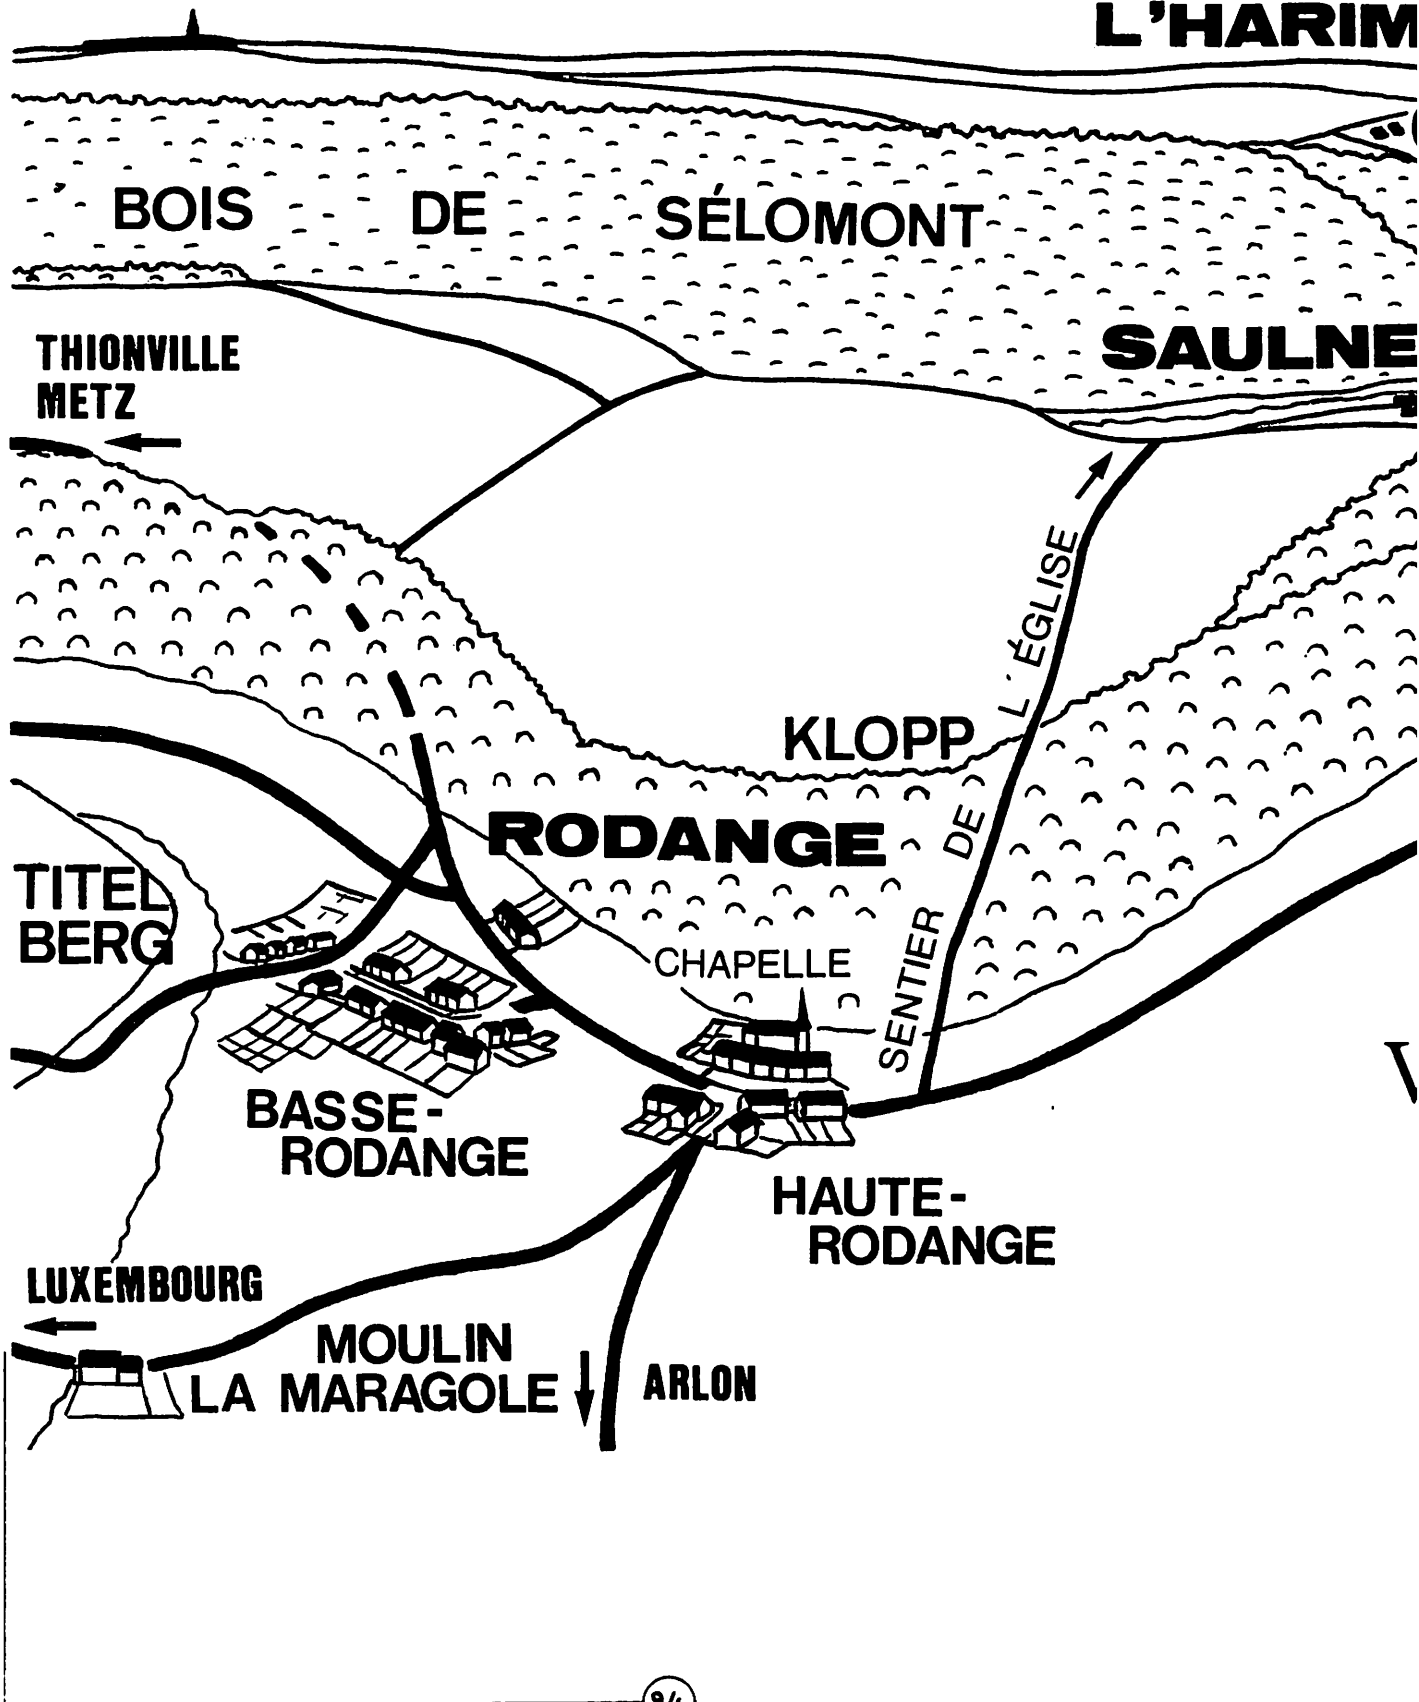 L'HARIM
BOIS DE SÉLOMONT
SAULNE
THIONVILLE
METZ
SENTIER DE L'ÉGLISE
KLOPP
RODANGE
TITEL
BERG
CHAPELLE
BASSE-
RODANGE
HAUTE-
RODANGE
LUXEMBOURG
MOULIN
LA MARAGOLE
ARLON